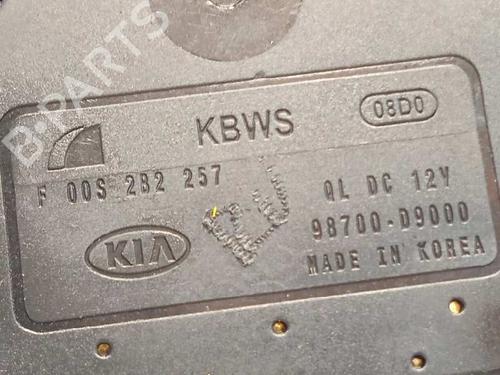 B-PARTS
KBWS
08D0
F 00S 2B2 257
QL DC 12V
KIA
98700-D9000
MADE IN KOREA